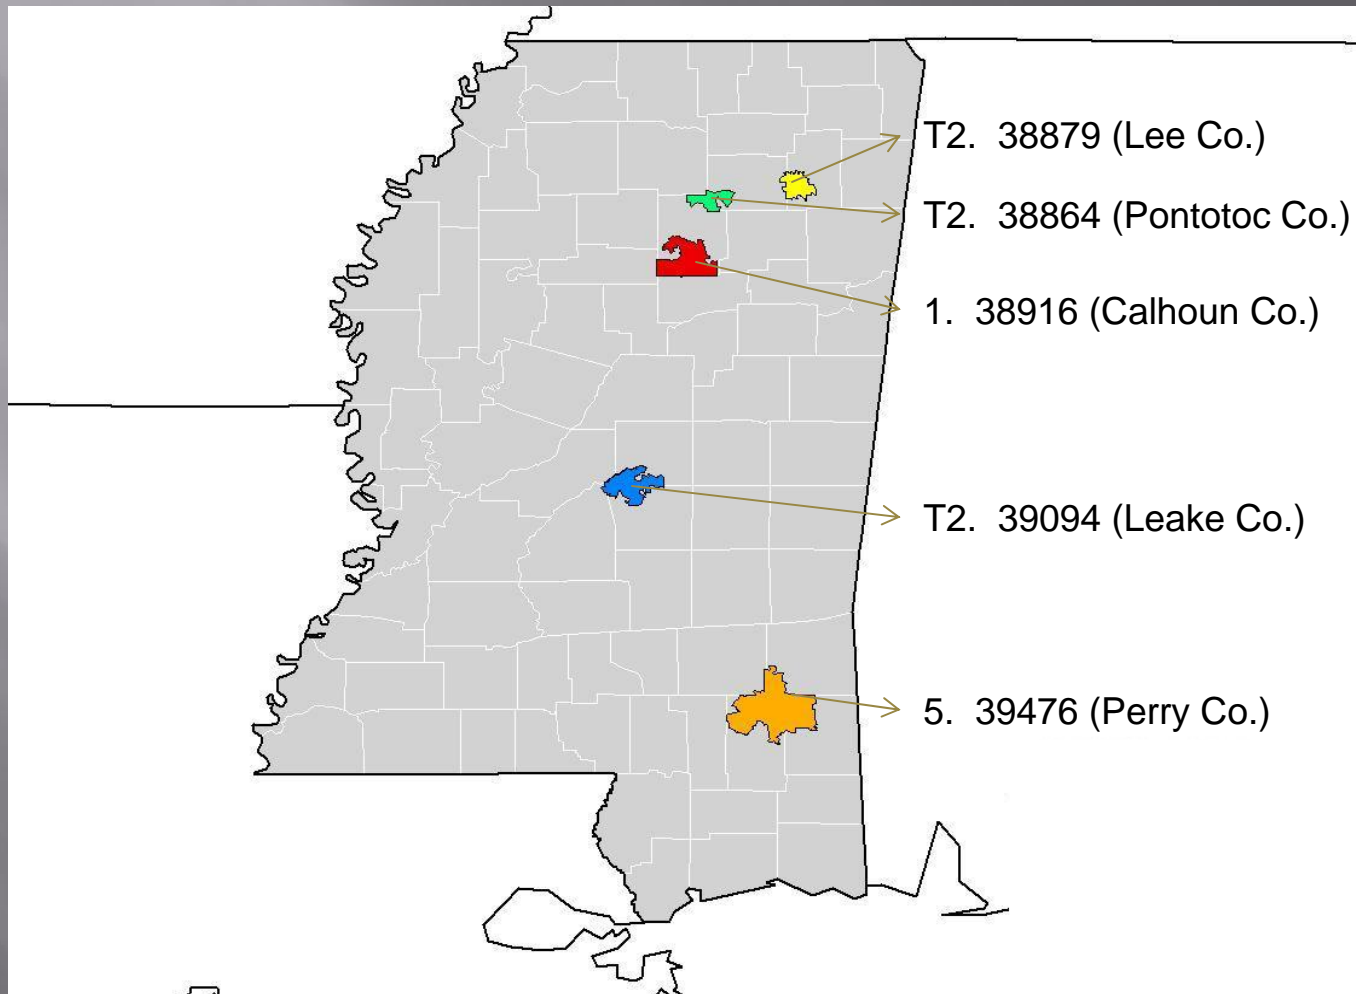 T2. 38879 (Lee Co.)
T2. 38864 (Pontotoc Co.)
1. 38916 (Calhoun Co.)
T2. 39094 (Leake Co.)
5. 39476 (Perry Co.)